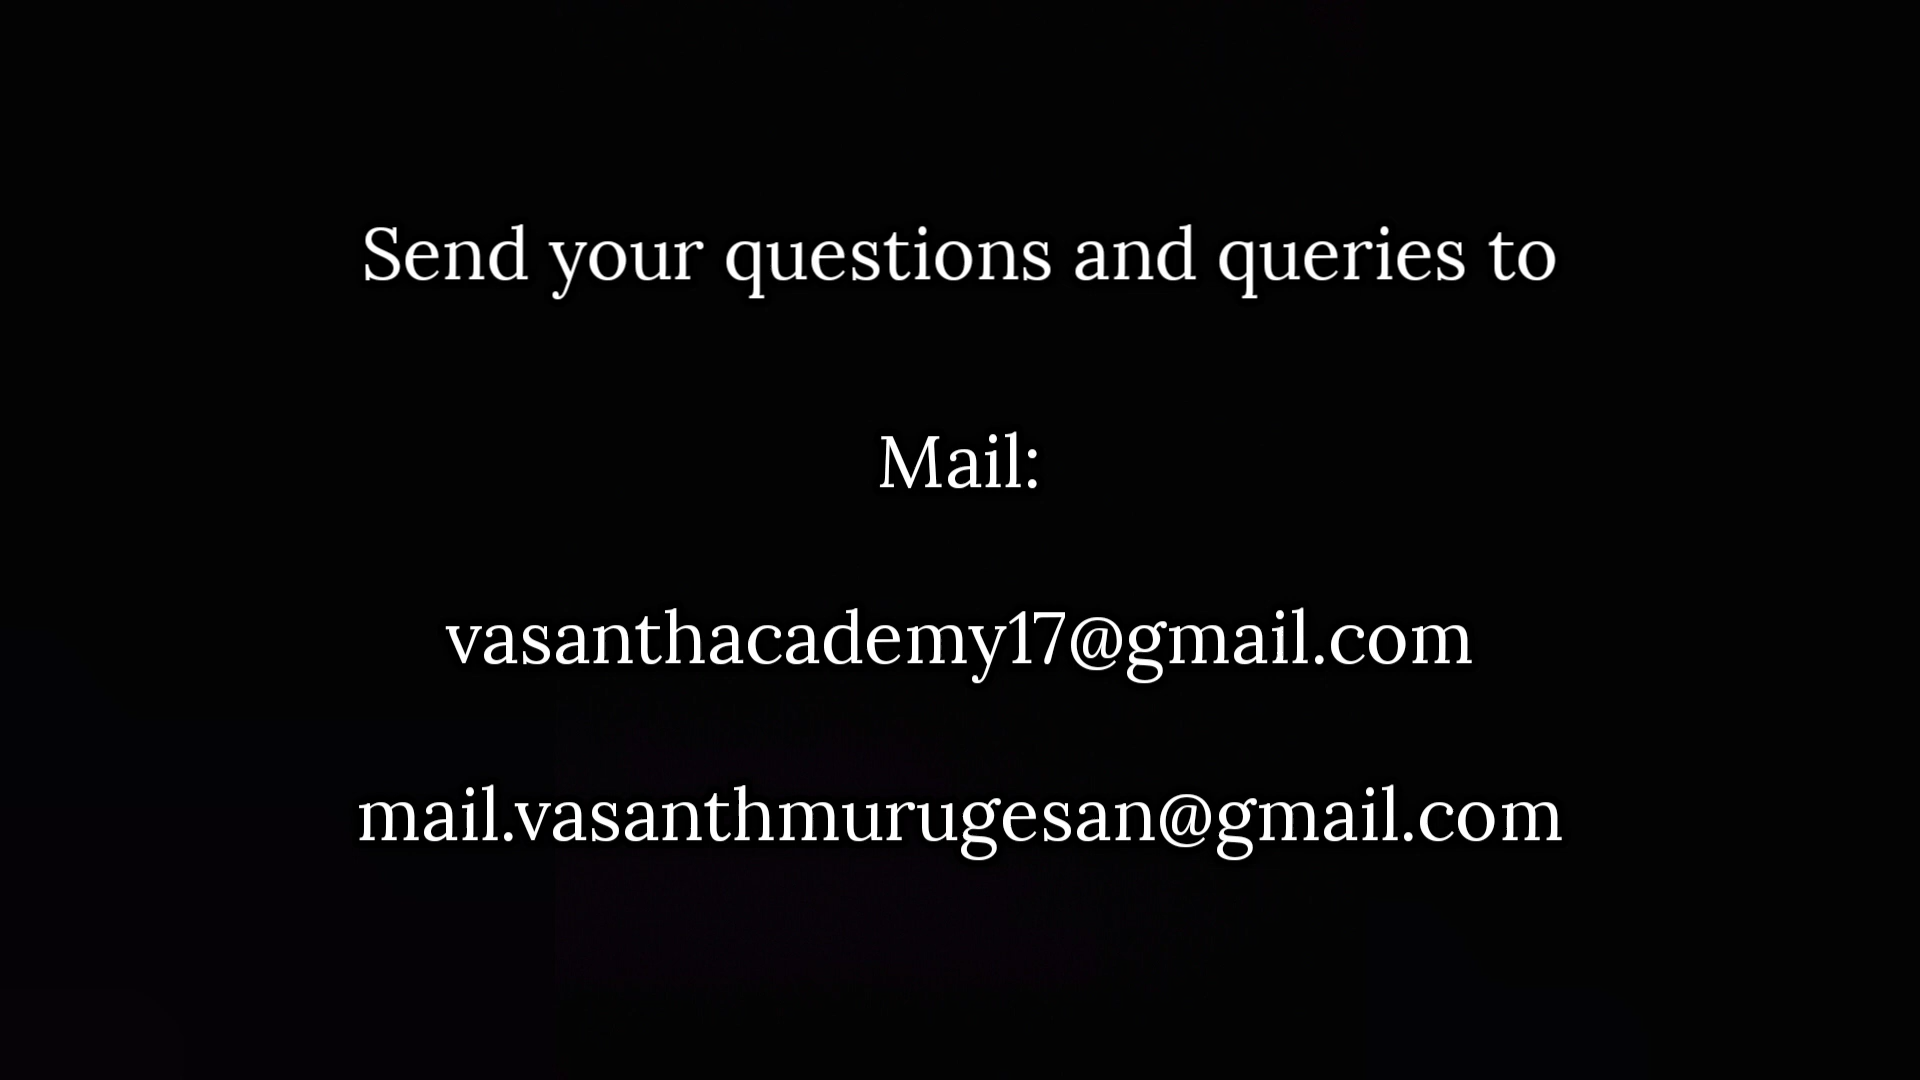 Send your questions and queries to
Mail:
vasanthacademy17@gmail.com
mail.vasanthmurugesan@gmail.com